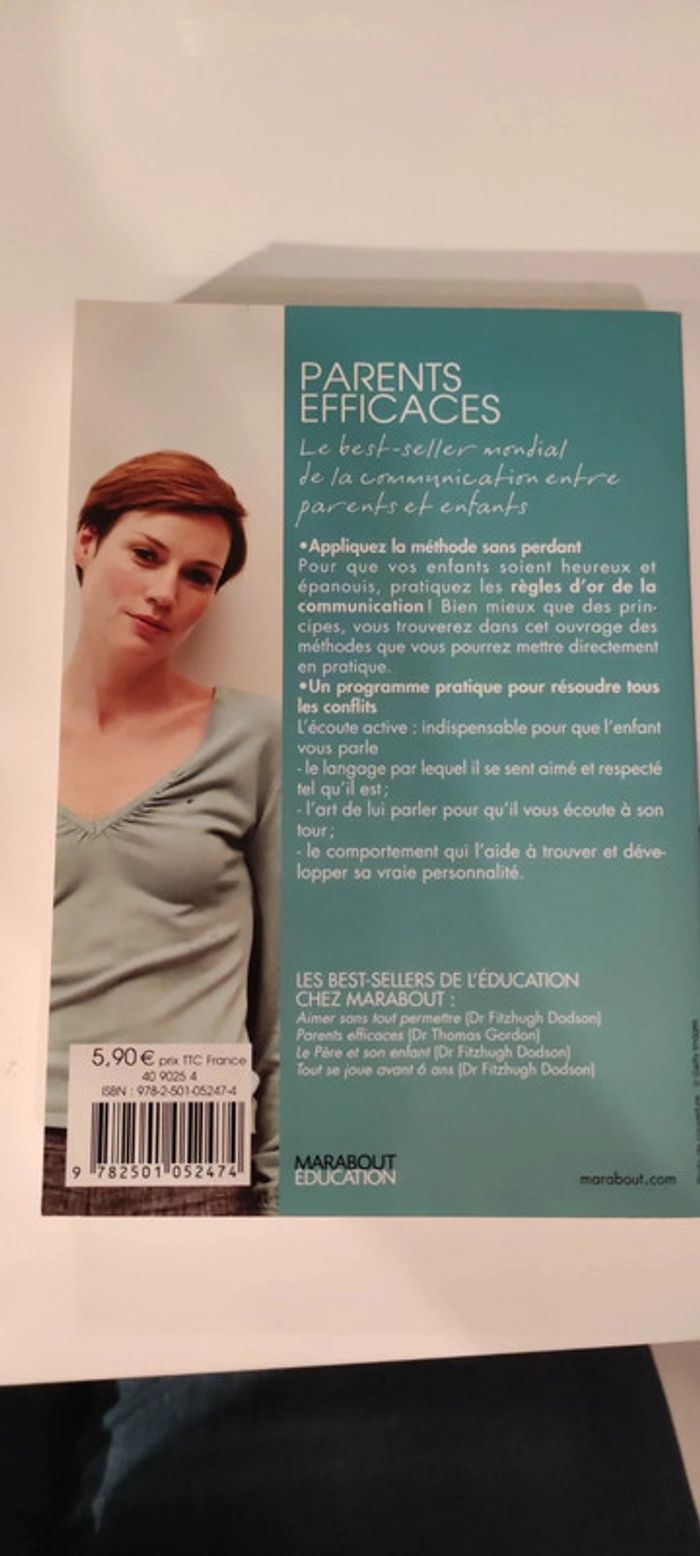 PARENTS
EFFICACES
Le best-seller mondial
de la communication entre
parents et enfants
•Appliquez la méthode sans perdant
Pour que vos enfants soient heureux et
épanouis, pratiquez les règles d'or de la
communication! Bien mieux que des prin-
cipes, vous trouverez dans cet ouvrage des
méthodes que vous pourrez mettre directement
en pratique.
•Un programme pratique pour résoudre tous
les conflits
L'écoute active : indispensable pour que l'enfant
vous parle
- le langage par lequel il se sent aimé et respecté
tel qu'il est ;
- l'art de lui parler pour qu'il vous écoute à son
tour ;
- le comportement qui l'aide à trouver et déve-
lopper sa vraie personnalité.
LES BEST-SELLERS DE L'ÉDUCATION
CHEZ MARABOUT :
Aimer sans tout permettre (Dr Fitzhugh Dodson)
Parents efficaces (Dr Thomas Gordon)
Le Père et son enfant (Dr Fitzhugh Dodson)
Tout se joue avant 6 ans (Dr Fitzhugh Dodson)
5,90 € prix TTC France
40 9025 4
ISBN : 978-2-501-05247-4
9 782501 052474
MARABOUT
ÉDUCATION
marabout.com